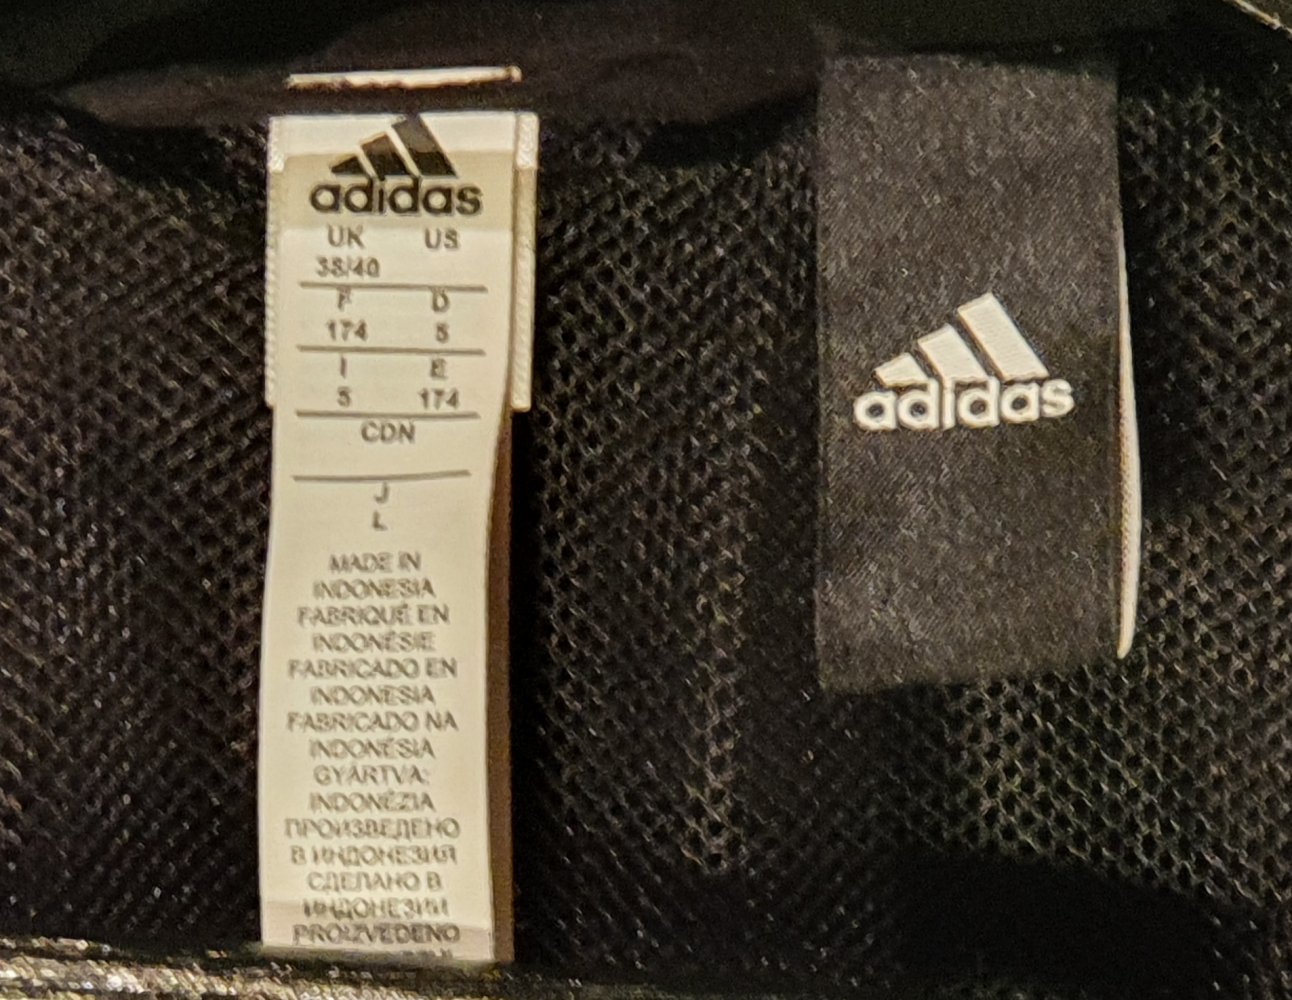 adidas
UK US
38/40
F D
174 5
I E
5 174
CDN
J
L
MADE IN
INDONESIA
FABRIQUÉ EN
INDONÉSIE
FABRICADO EN
INDONESIA
FABRICADO NA
INDONÉSIA
GYÁRTVA:
INDONÉZIA
ПРОИЗВЕДЕНО
В ИНДОНЕЗИЯ
СДЕЛАНО В
ИНДОНЕЗИИ
PROIZVEDENO
adidas